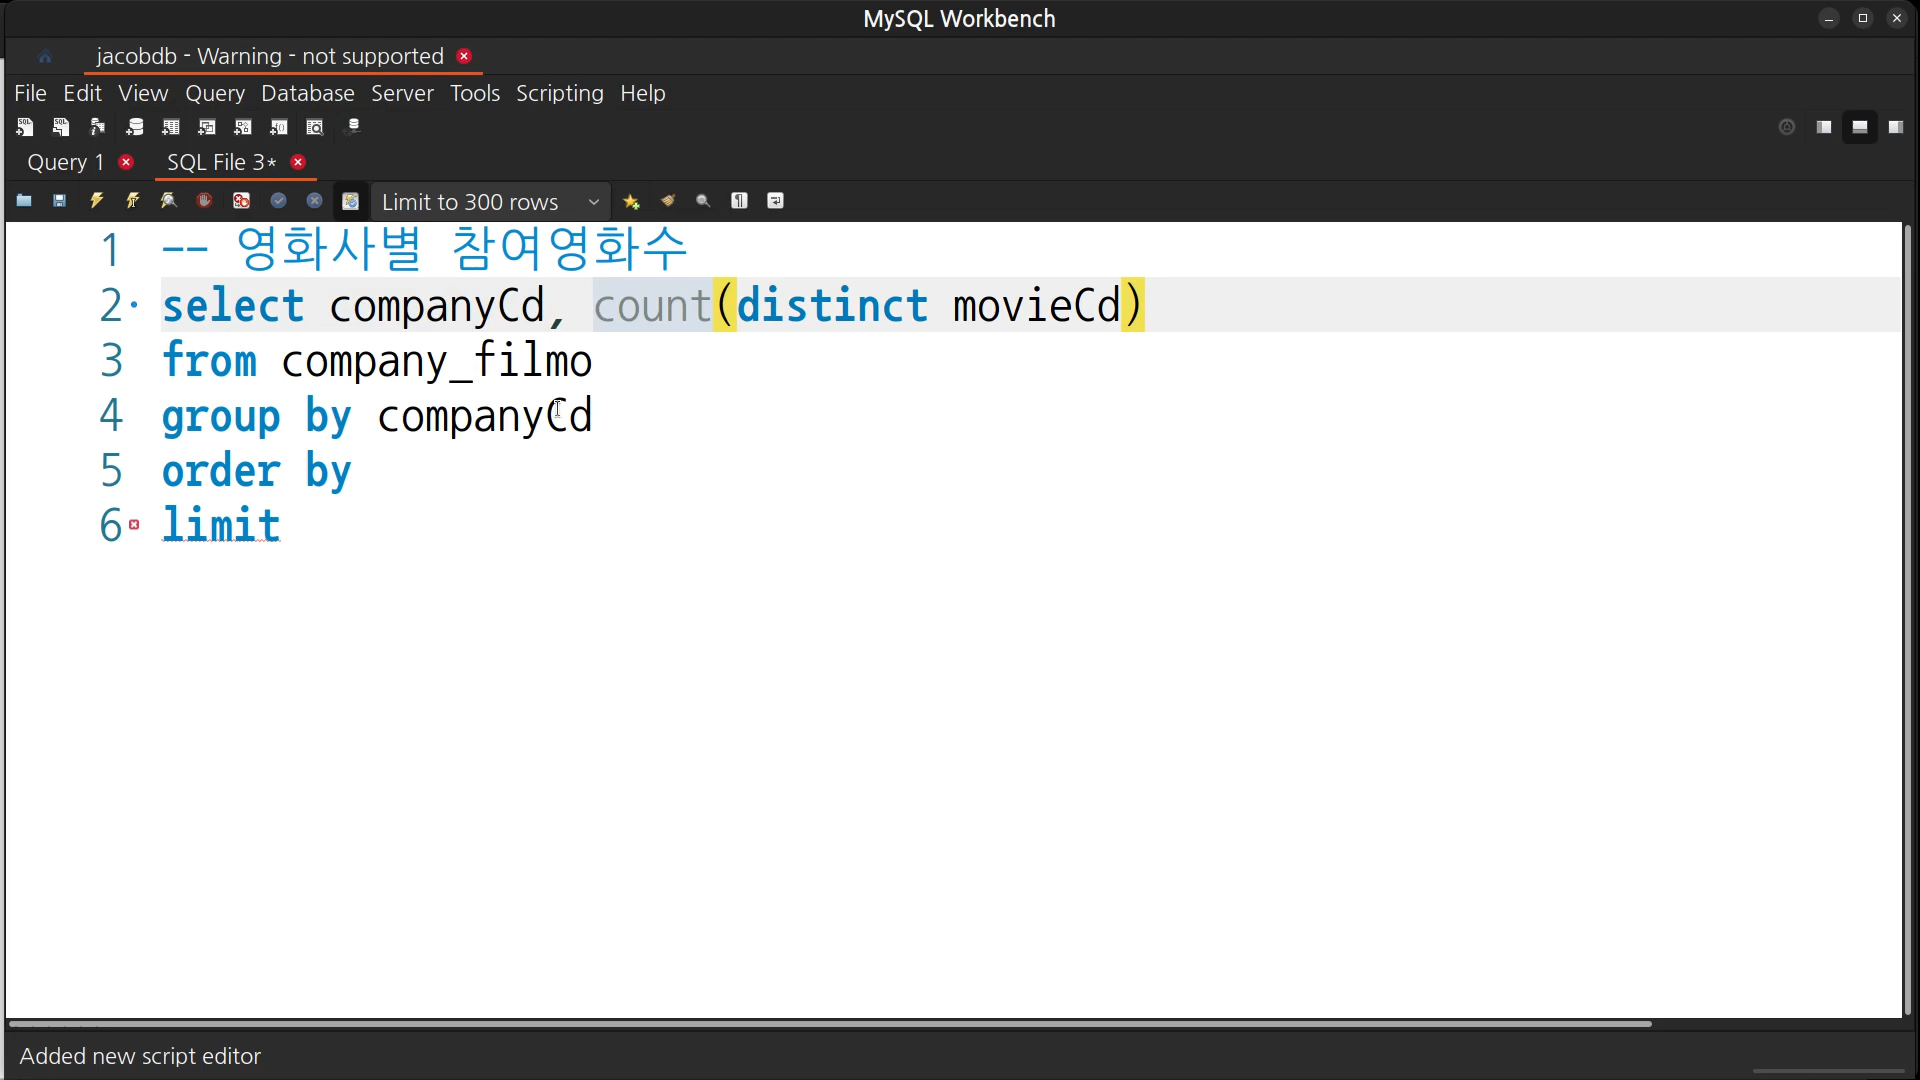 MySQL Workbench
jacobdb - Warning - not supported
File Edit View Query Database Server Tools Scripting Help
Query 1 SQL File 3*
Limit to 300 rows
1 -- 영화사별 참여영화수
2 select companyCd, count(distinct movieCd)
3 from company_filmo
4 group by companyCd
5 order by
6 limit
Added new script editor